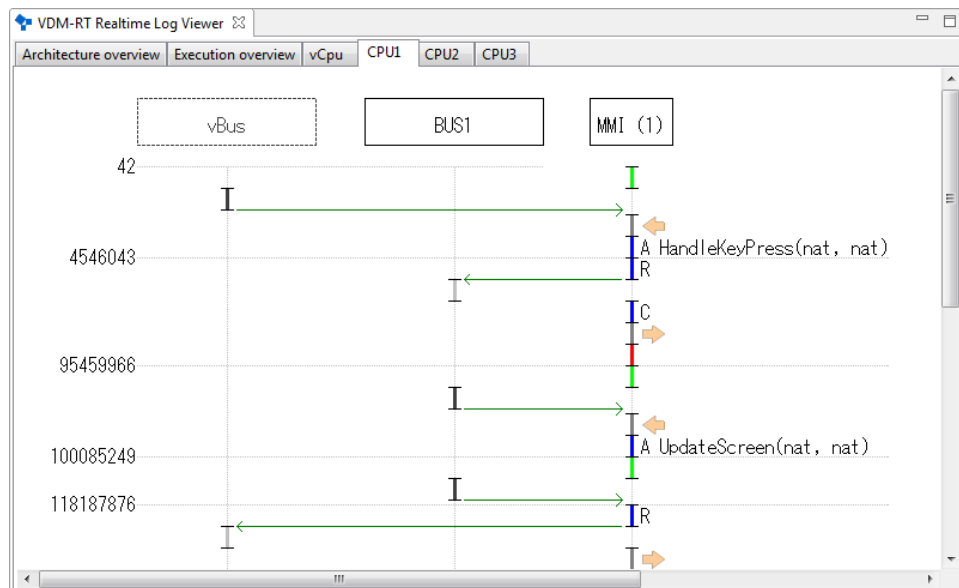 VDM-RT Realtime Log Viewer
Architecture overview Execution overview vCpu CPU1 CPU2 CPU3
vBus BUS1 MMI (1)
42
A HandleKeyPress(nat, nat)
4546043
R
C
95459966
A UpdateScreen(nat, nat)
100085249
118187876
R